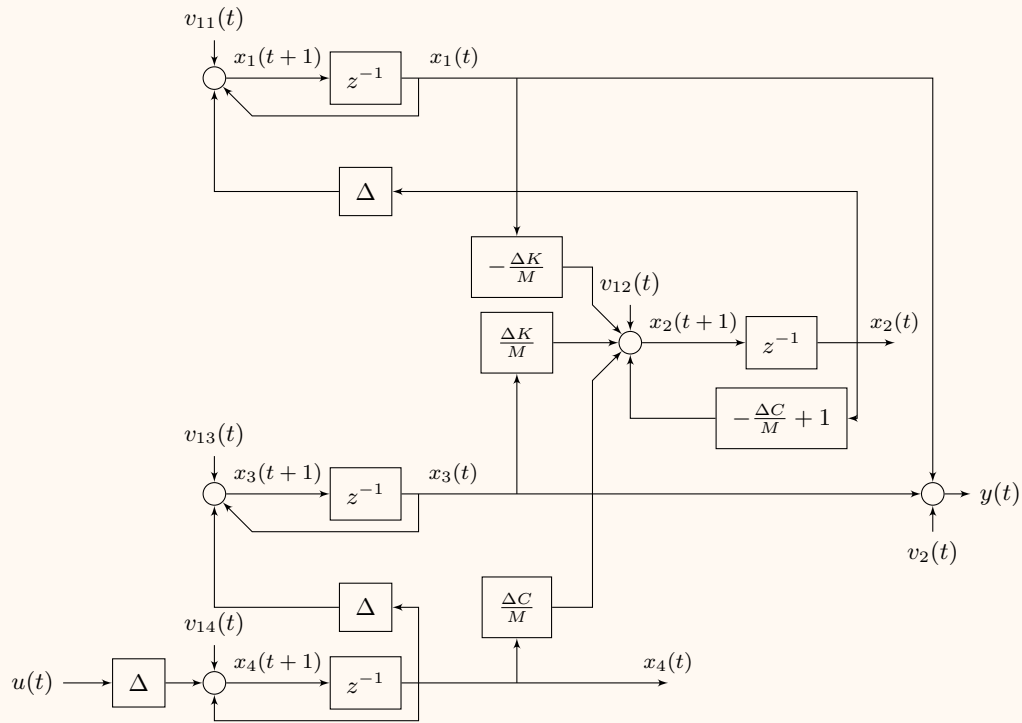 v₁₁(t)
x₁(t+1)
z⁻¹
x₁(t)
Δ
−ΔK/M
v₁₂(t)
ΔK/M
x₂(t+1)
z⁻¹
x₂(t)
−ΔC/M + 1
v₁₃(t)
x₃(t+1)
z⁻¹
x₃(t)
y(t)
v₂(t)
Δ
ΔC/M
v₁₄(t)
u(t)
Δ
x₄(t+1)
z⁻¹
x₄(t)